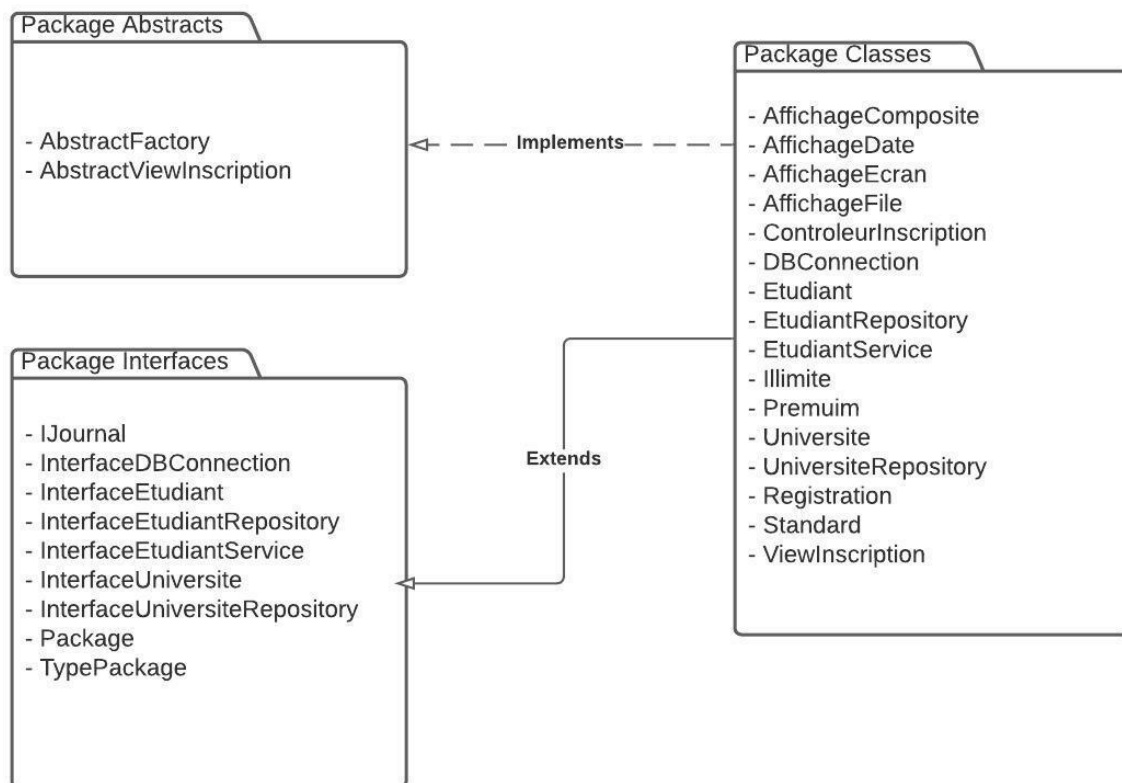 Package Abstracts
- AbstractFactory
- AbstractViewInscription
Implements
Package Classes
- AffichageComposite
- AffichageDate
- AffichageEcran
- AffichageFile
- ControleurInscription
- DBConnection
- Etudiant
- EtudiantRepository
- EtudiantService
- Illimite
- Premuim
- Universite
- UniversiteRepository
- Registration
- Standard
- ViewInscription
Extends
Package Interfaces
- IJournal
- InterfaceDBConnection
- InterfaceEtudiant
- InterfaceEtudiantRepository
- InterfaceEtudiantService
- InterfaceUniversite
- InterfaceUniversiteRepository
- Package
- TypePackage